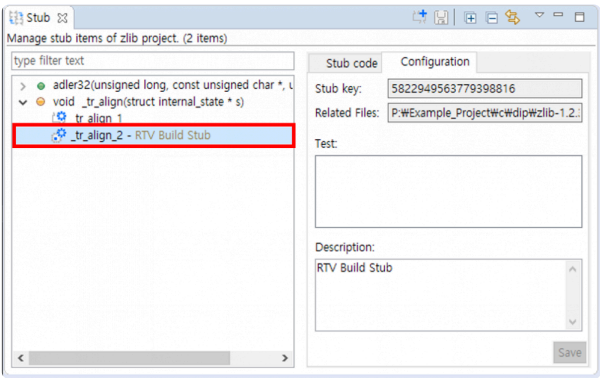 Stub
Manage stub items of zlib project. (2 items)
type filter text
adler32(unsigned long, const unsigned char *, u
void _tr_align(struct internal_state * s)
_tr_align_1
_tr_align_2 - RTV Build Stub
Stub code
Configuration
Stub key:
5822949563779398816
Related Files:
P:₩Example_Project₩c₩dip₩zlib-1.2.
Test:
Description:
RTV Build Stub
Save